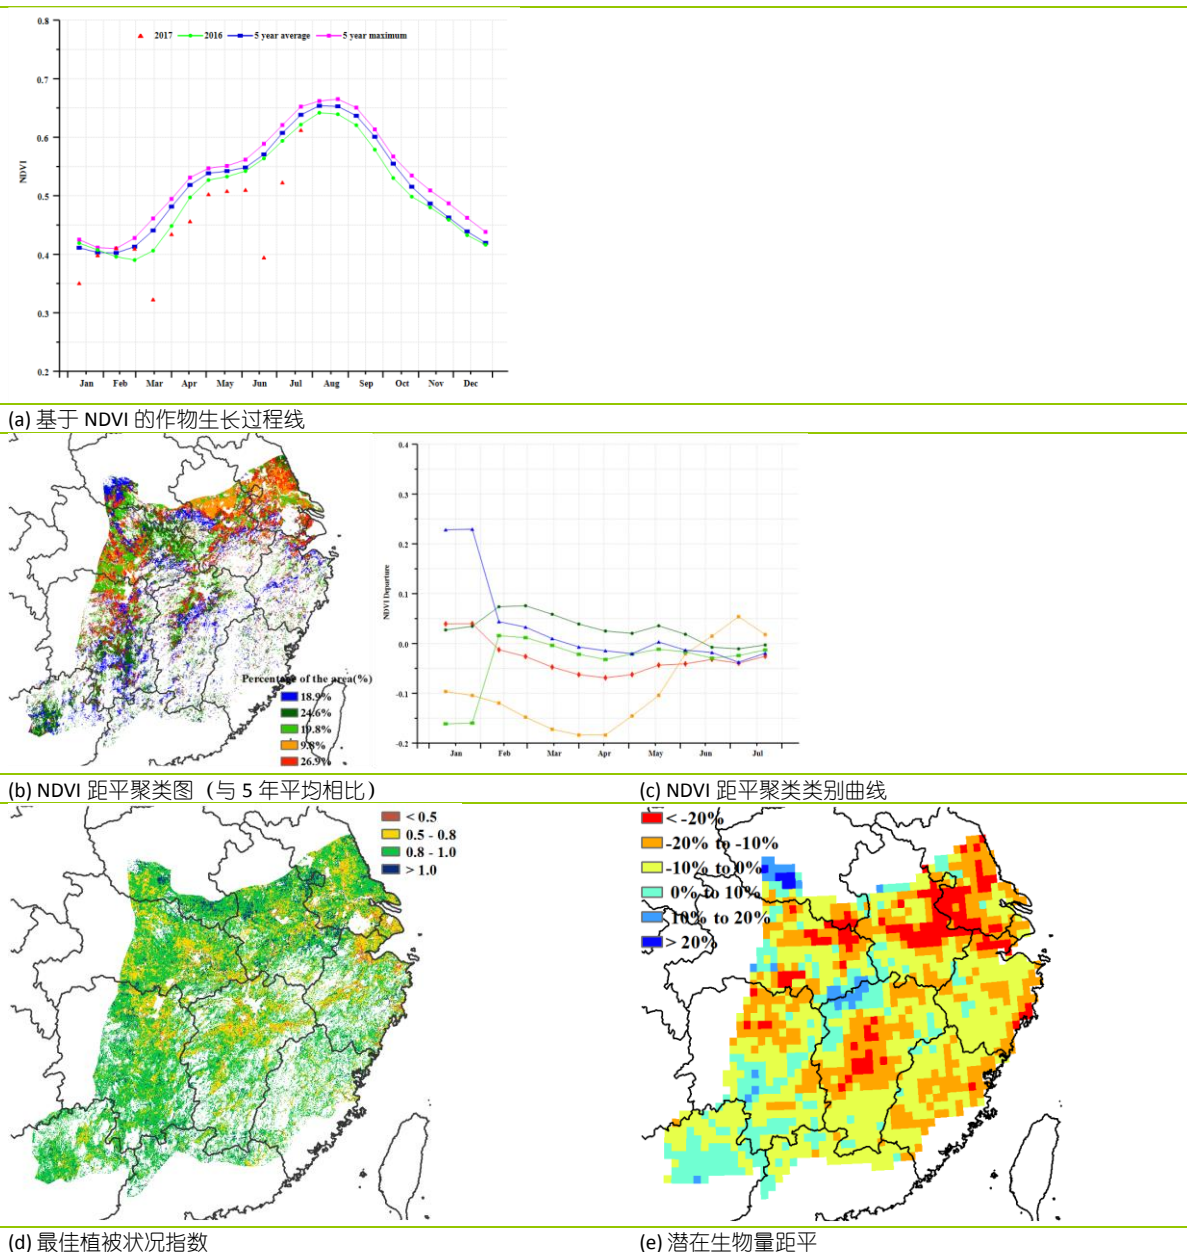 0.8
2017 2016 5 year average 5 year maximum
0.7
0.6
NDVI
0.5
0.4
0.3
0.2
Jan Feb Mar Apr May Jun Jul Aug Sep Oct Nov Dec
(a) 基于 NDVI 的作物生长过程线
Percentage of the area(%)
18.9%
24.6%
19.8%
9.8%
26.9%
0.4
0.3
0.2
0.1
NDVI Departure
0.0
-0.1
-0.2
Jan Feb Mar Apr May Jun Jul
(b) NDVI 距平聚类图（与 5 年平均相比）
(c) NDVI 距平聚类类别曲线
< 0.5
0.5 - 0.8
0.8 - 1.0
> 1.0
< -20%
-20% to -10%
-10% to 0%
0% to 10%
10% to 20%
> 20%
(d) 最佳植被状况指数
(e) 潜在生物量距平